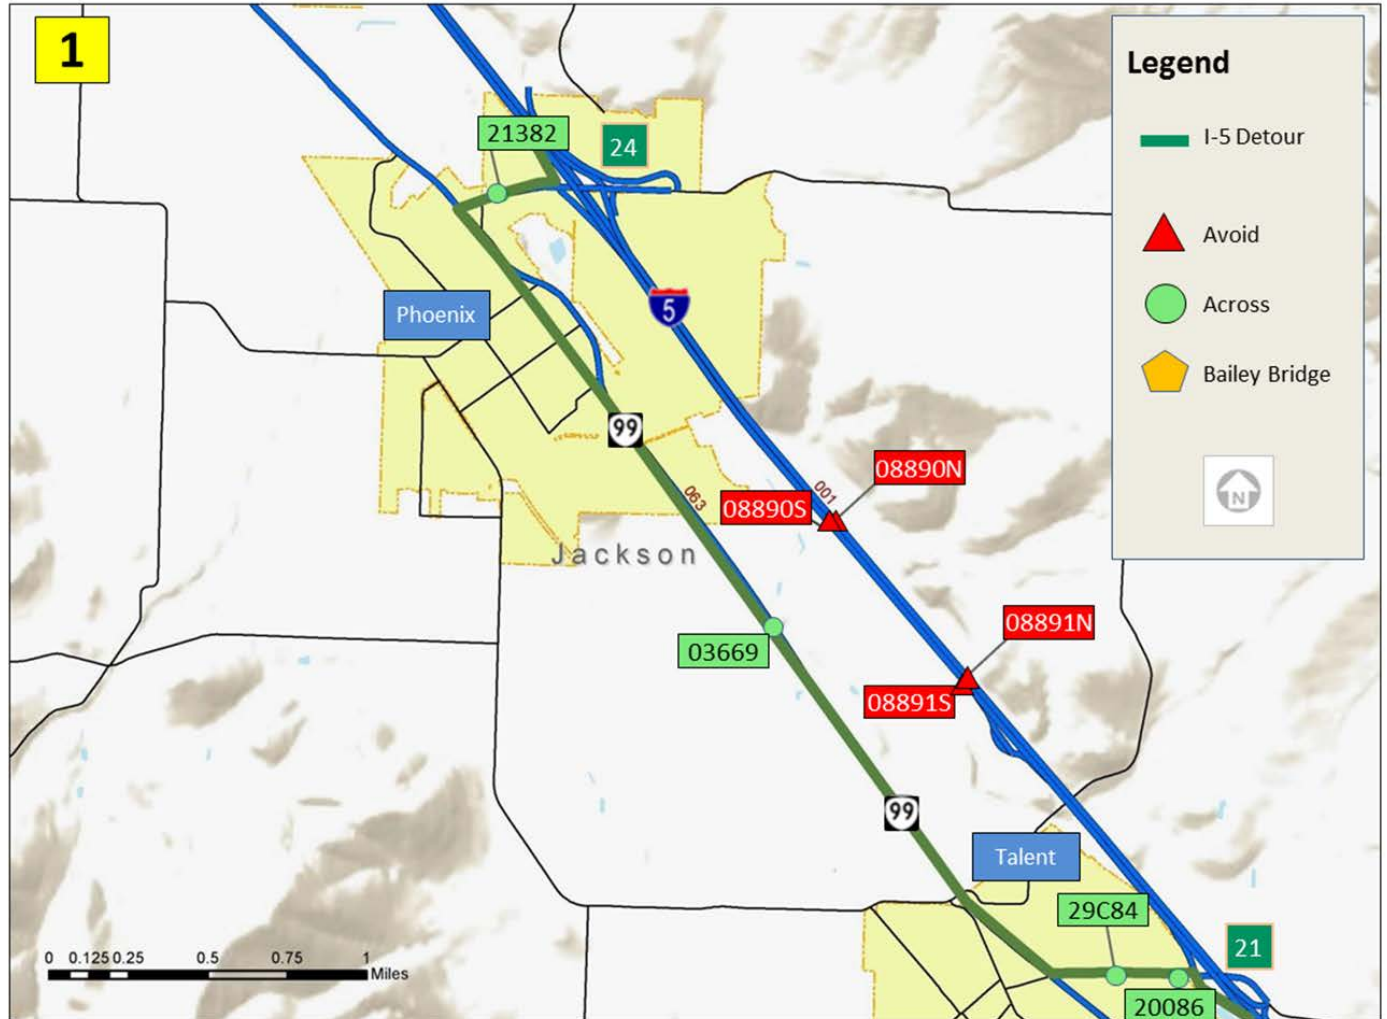 1
Legend
I-5 Detour
Avoid
Across
Bailey Bridge
N
21382
24
Phoenix
5
99
063
001
08890N
08890S
Jackson
08891N
03669
08891S
99
Talent
29C84
21
20086
0 0.125 0.25 0.5 0.75 1
Miles